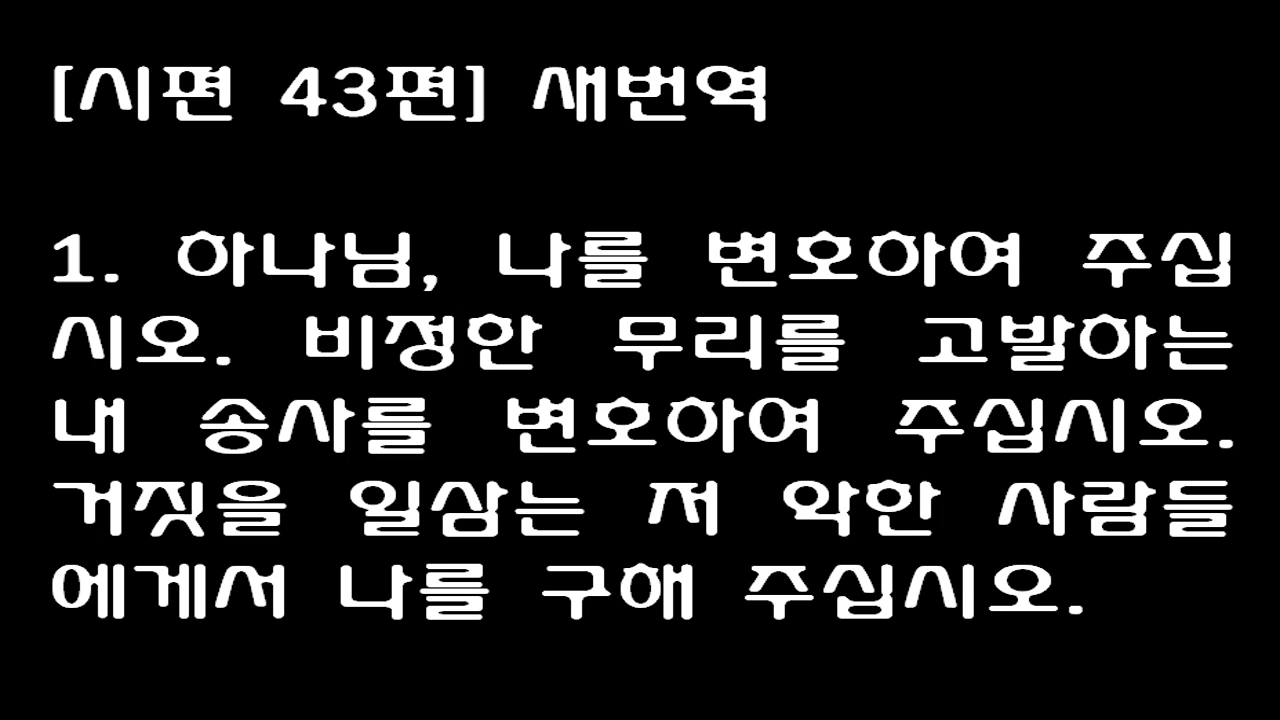 [시편 43편] 새번역
1. 하나님, 나를 변호하여 주십
시오. 비정한 무리를 고발하는
내 송사를 변호하여 주십시오.
거짓을 일삼는 저 악한 사람들
에게서 나를 구해 주십시오.